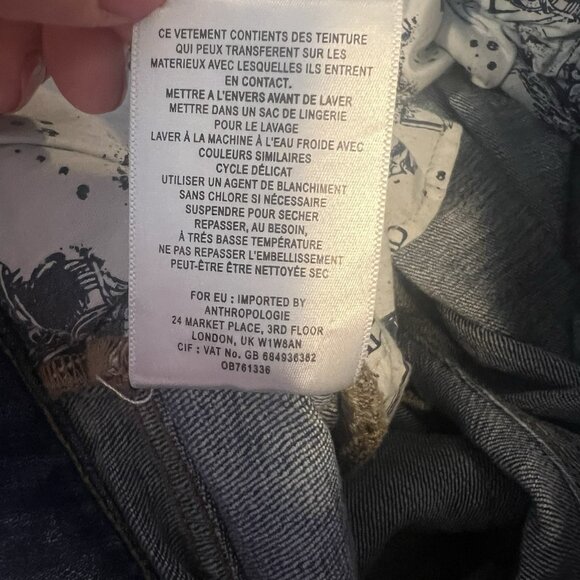 CE VETEMENT CONTIENTS DES TEINTURE
QUI PEUX TRANSFERENT SUR LES
MATERIEUX AVEC LESQUELLES ILS ENTRENT
EN CONTACT.
METTRE A L'ENVERS AVANT DE LAVER
METTRE DANS UN SAC DE LINGERIE
POUR LE LAVAGE
LAVER À LA MACHINE À L'EAU FROIDE AVEC
COULEURS SIMILAIRES
CYCLE DÉLICAT
UTILISER UN AGENT DE BLANCHIMENT
SANS CHLORE SI NÉCESSAIRE
SUSPENDRE POUR SECHER
REPASSER, AU BESOIN,
À TRÉS BASSE TEMPÉRATURE
NE PAS REPASSER L'EMBELLISSEMENT
PEUT-ÊTRE ÊTRE NETTOYÉE SEC
FOR EU : IMPORTED BY
ANTHROPOLOGIE
24 MARKET PLACE, 3RD FLOOR
LONDON, UK W1W8AN
CIF : VAT No. GB 684936382
OB761336